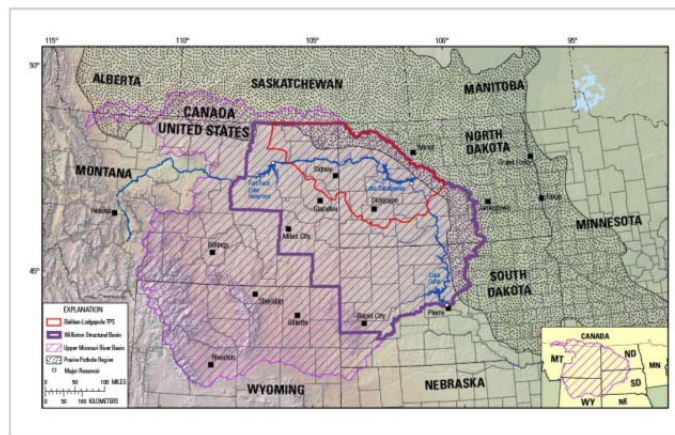 115°
110°
105°
100°
95°
50°
ALBERTA
SASKATCHEWAN
MANITOBA
CANADA
UNITED STATES
NORTH
DAKOTA
Minot
Grand Forks
MONTANA
Sidney
Fort Peck
Lake
Reservoir
Lake Sakakawea
Helena
Glendive
Dickinson
Jamestown
Fargo
MINNESOTA
Miles City
Billings
45°
SOUTH
DAKOTA
Lake
Oahe
Sheridan
Pierre
Gillette
Rapid City
Riverton
WYOMING
NEBRASKA
EXPLANATION
Bakken-Lodgepole TPS
Williston Structural Basin
Upper Missouri River Basin
Prairie Pothole Region
Major Reservoir
0 50 100 MILES
0 50 100 KILOMETERS
CANADA
MT
ND
MN
SD
WY
NE